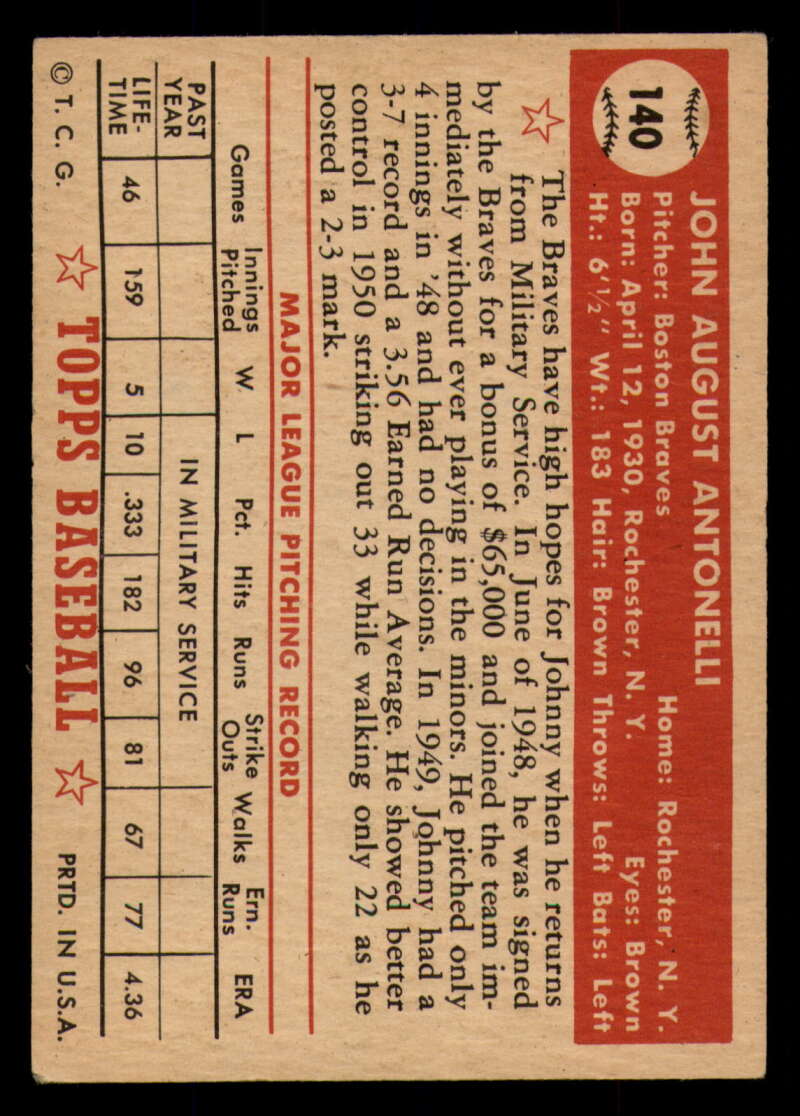 140
JOHN AUGUST ANTONELLI
Pitcher: Boston Braves Home: Rochester, N. Y.
Born: April 12, 1930, Rochester, N. Y. Eyes: Brown
Ht.: 6'1½" Wt.: 183 Hair: Brown Throws: Left Bats: Left
The Braves have high hopes for Johnny when he returns
from Military Service. In June of 1948, he was signed
by the Braves for a bonus of $65,000 and joined the team im-
mediately without ever playing in the minors. He pitched only
4 innings in '48 and had no decisions. In 1949, Johnny had a
3-7 record and a 3.56 Earned Run Average. He showed better
control in 1950 striking out 33 while walking only 22 as he
posted a 2-3 mark.
MAJOR LEAGUE PITCHING RECORD
Games Innings Pitched W L Pct. Hits Runs Strike Outs Walks Ern. Runs ERA
PAST YEAR IN MILITARY SERVICE
LIFE-TIME 46 159 5 10 .333 182 96 81 67 77 4.36
© T. C. G. TOPPS BASEBALL PRTD. IN U.S.A.